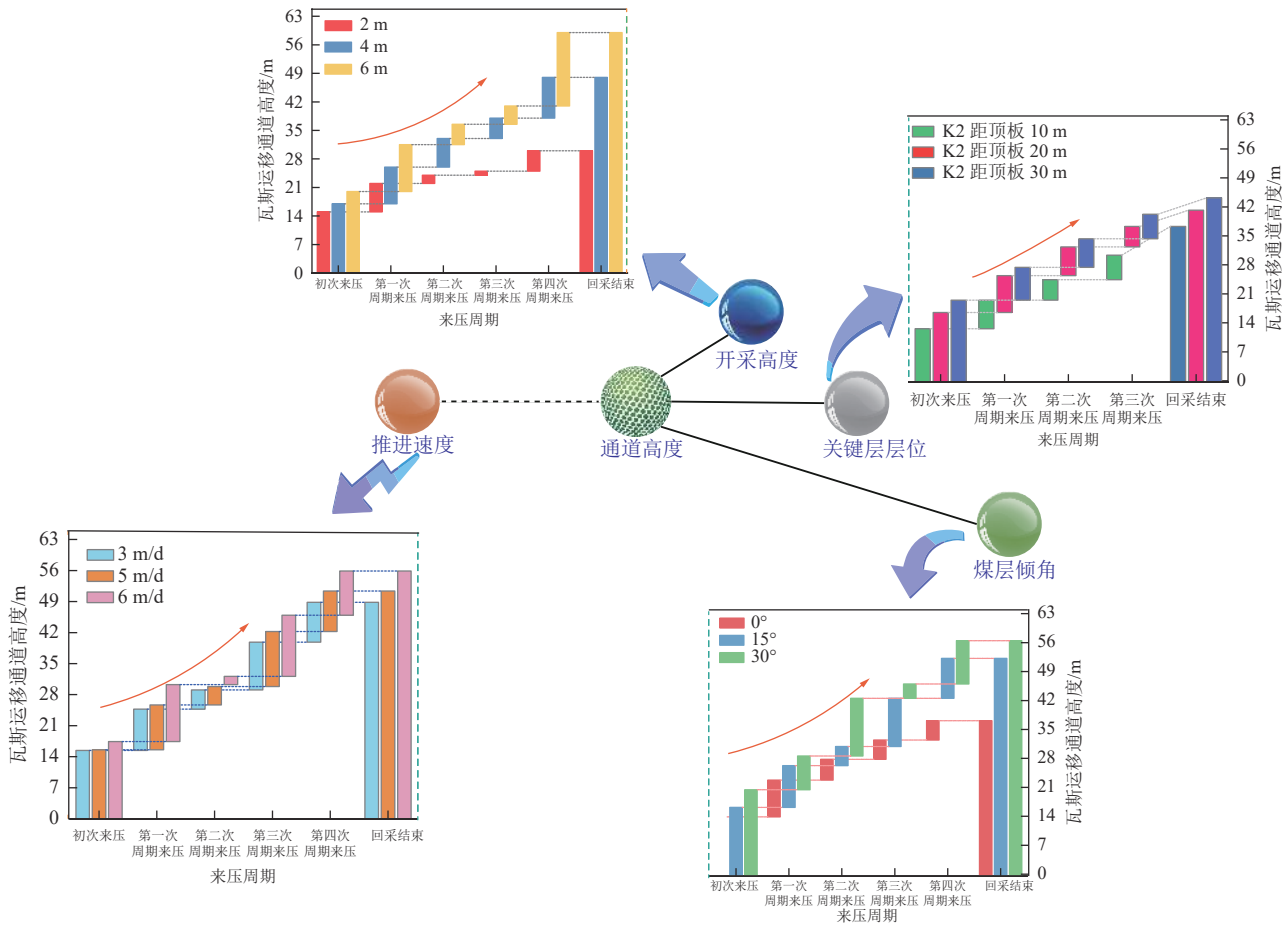 63
56
49
42
35
28
21
14
7
0
瓦斯运移通道高度/m
2 m
4 m
6 m
初次来压
第一次
周期来压
第二次
周期来压
第三次
周期来压
第四次
周期来压
回采结束
来压周期
K2 距顶板 10 m
K2 距顶板 20 m
K2 距顶板 30 m
63
56
49
42
35
28
21
14
7
0
瓦斯运移通道高度/m
初次来压
第一次
周期来压
第二次
周期来压
第三次
周期来压
回采结束
来压周期
开采高度
推进速度
通道高度
关键层层位
煤层倾角
63
56
49
42
35
28
21
14
7
0
瓦斯运移通道高度/m
3 m/d
5 m/d
6 m/d
初次来压
第一次
周期来压
第二次
周期来压
第三次
周期来压
第四次
周期来压
回采结束
来压周期
0°
15°
30°
63
56
49
42
35
28
21
14
7
0
瓦斯运移通道高度/m
初次来压
第一次
周期来压
第二次
周期来压
第三次
周期来压
第四次
周期来压
回采结束
来压周期